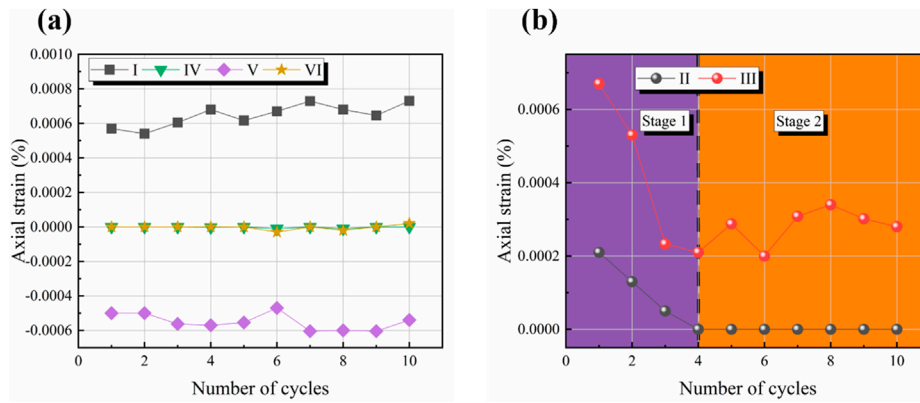 (a)
0.0010
0.0008
0.0006
0.0004
0.0002
0.0000
-0.0002
-0.0004
-0.0006
Axial strain (%)
I IV V VI
0 2 4 6 8 10
Number of cycles
(b)
0.0006
0.0004
0.0002
0.0000
Axial strain (%)
II III
Stage 1 Stage 2
0 2 4 6 8 10
Number of cycles